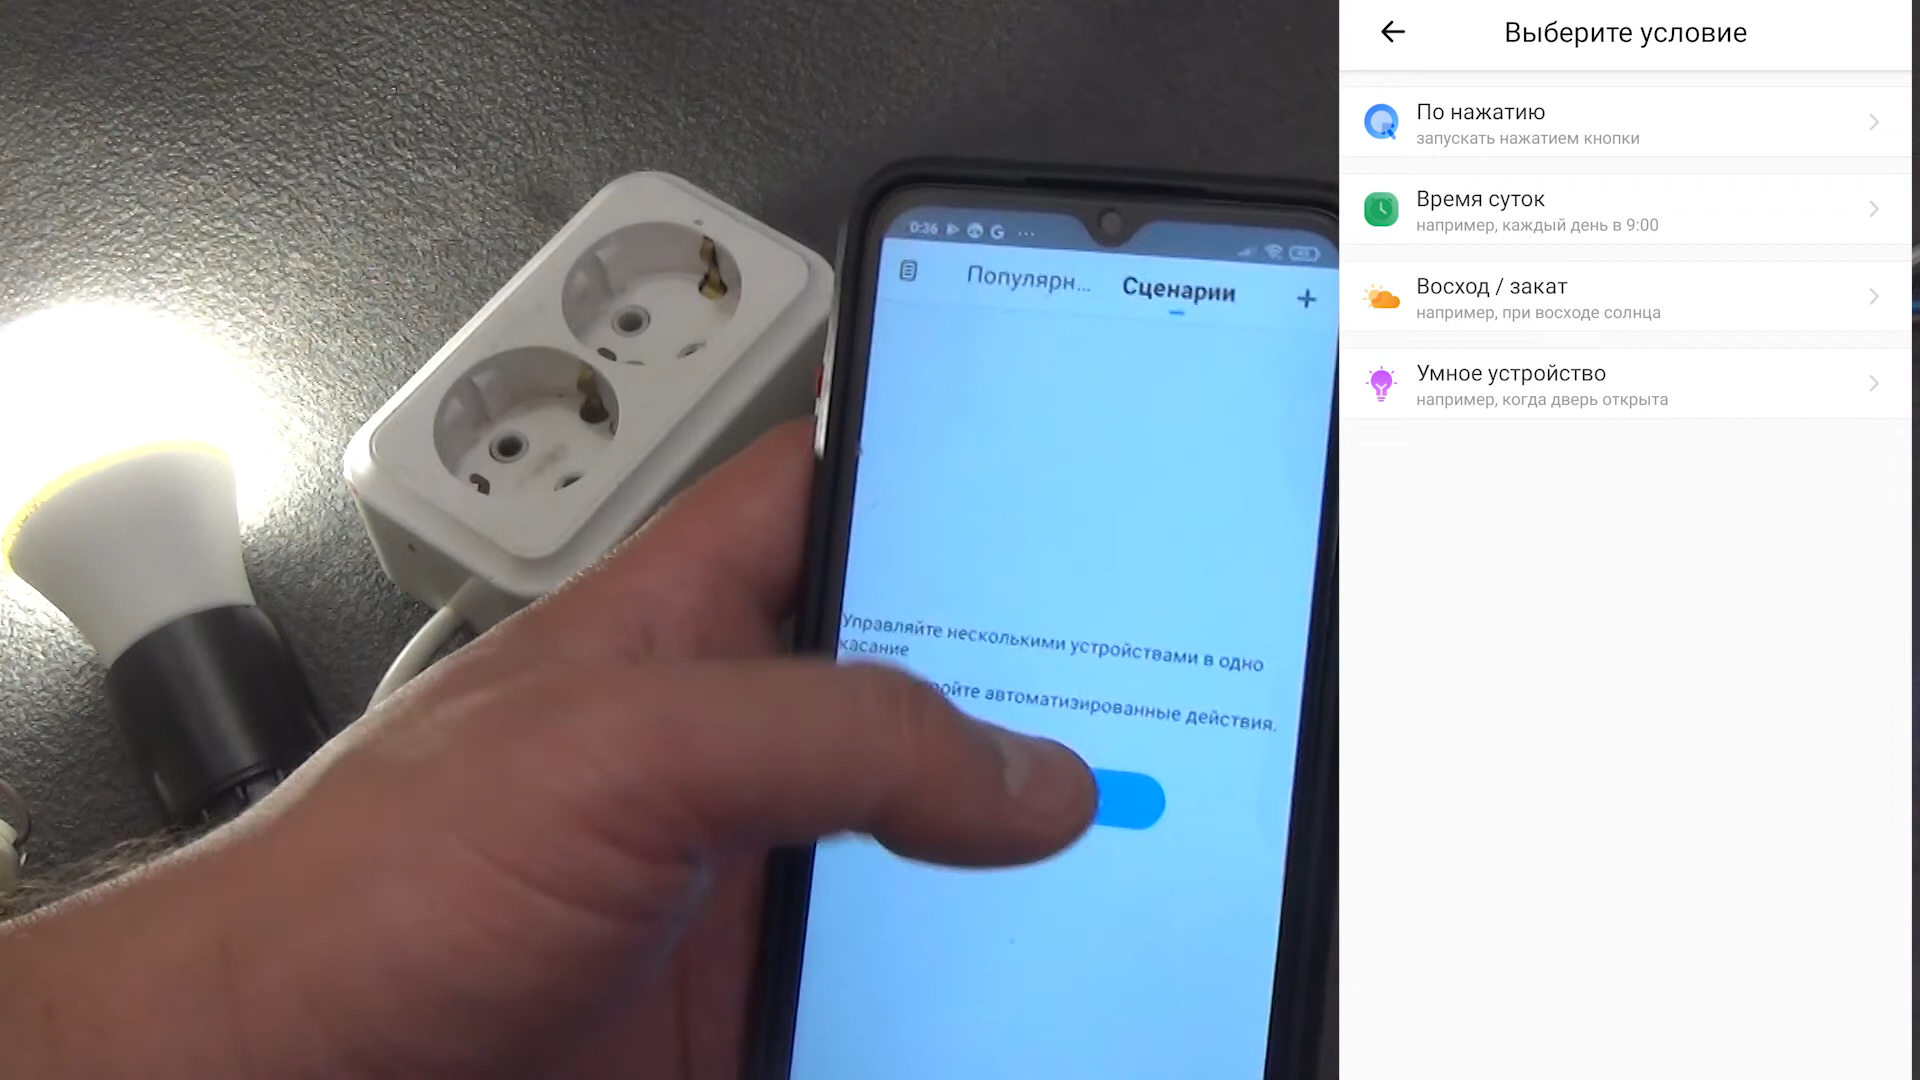 0:36
Популярн...
Сценарии
Управляйте несколькими устройствами в одно
касание
автоматизированные действия.
Выберите условие
По нажатию
запускать нажатием кнопки
Время суток
например, каждый день в 9:00
Восход / закат
например, при восходе солнца
Умное устройство
например, когда дверь открыта